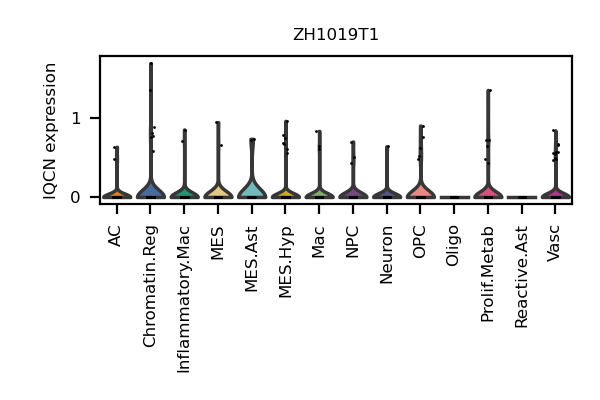 ZH1019T1
IQCN expression
1
0
AC
Chromatin.Reg
Inflammatory.Mac
MES
MES.Ast
MES.Hyp
Mac
NPC
Neuron
OPC
Oligo
Prolif.Metab
Reactive.Ast
Vasc